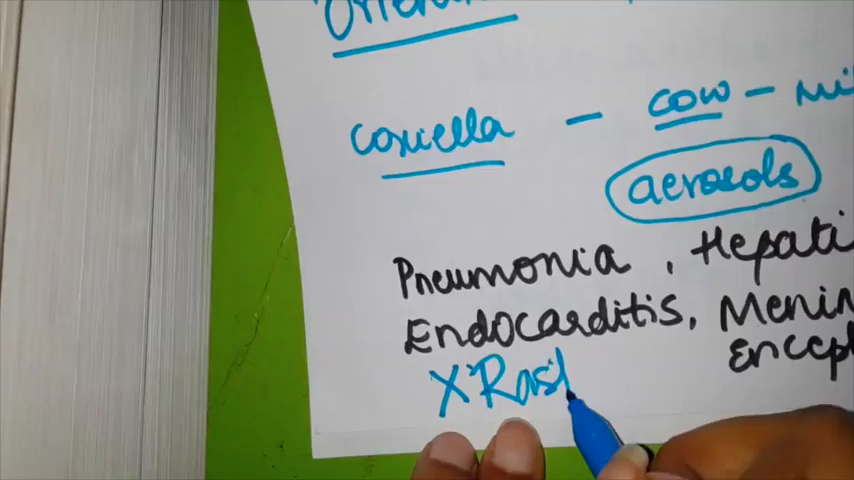 coxiella - cow -
aerosols
Pneumonia, Hepati
Endocarditis, Menin
encep
X Rash